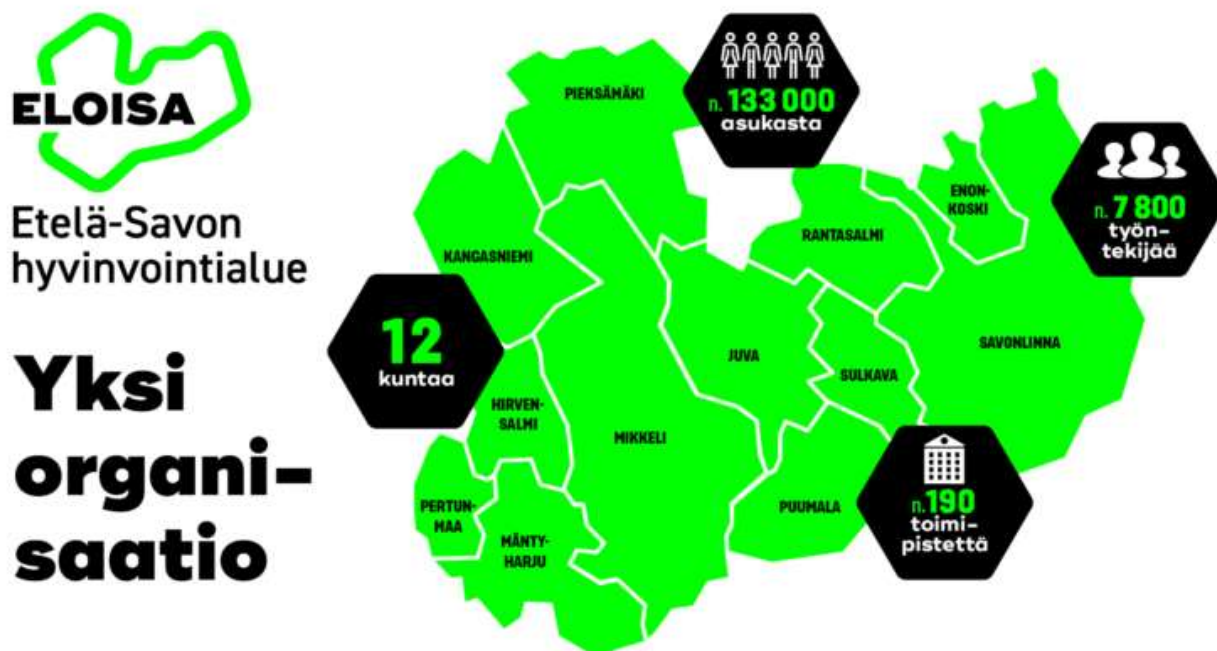 ELOISA
Etelä-Savon
hyvinvointialue
Yksi
organi-
saatio
n. 133 000
asukasta
n. 7 800
työn-
tekijää
12
kuntaa
n. 190
toimi-
pistettä
PIEKSÄMÄKI
KANGASNIEMI
HIRVEN-
SALMI
PERTUN-
MAA
MÄNTY-
HARJU
MIKKELI
JUVA
RANTASALMI
ENON-
KOSKI
SULKAVA
SAVONLINNA
PUUMALA